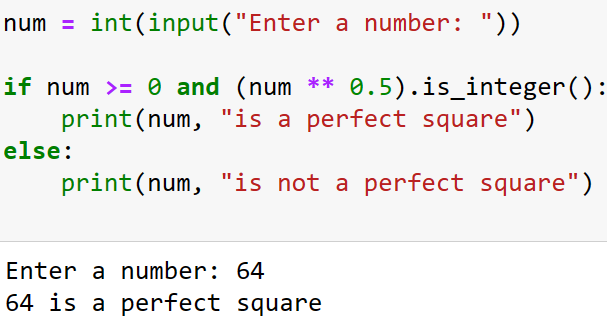 num = int(input("Enter a number: "))
if num >= 0 and (num ** 0.5).is_integer():
    print(num, "is a perfect square")
else:
    print(num, "is not a perfect square")
Enter a number: 64
64 is a perfect square